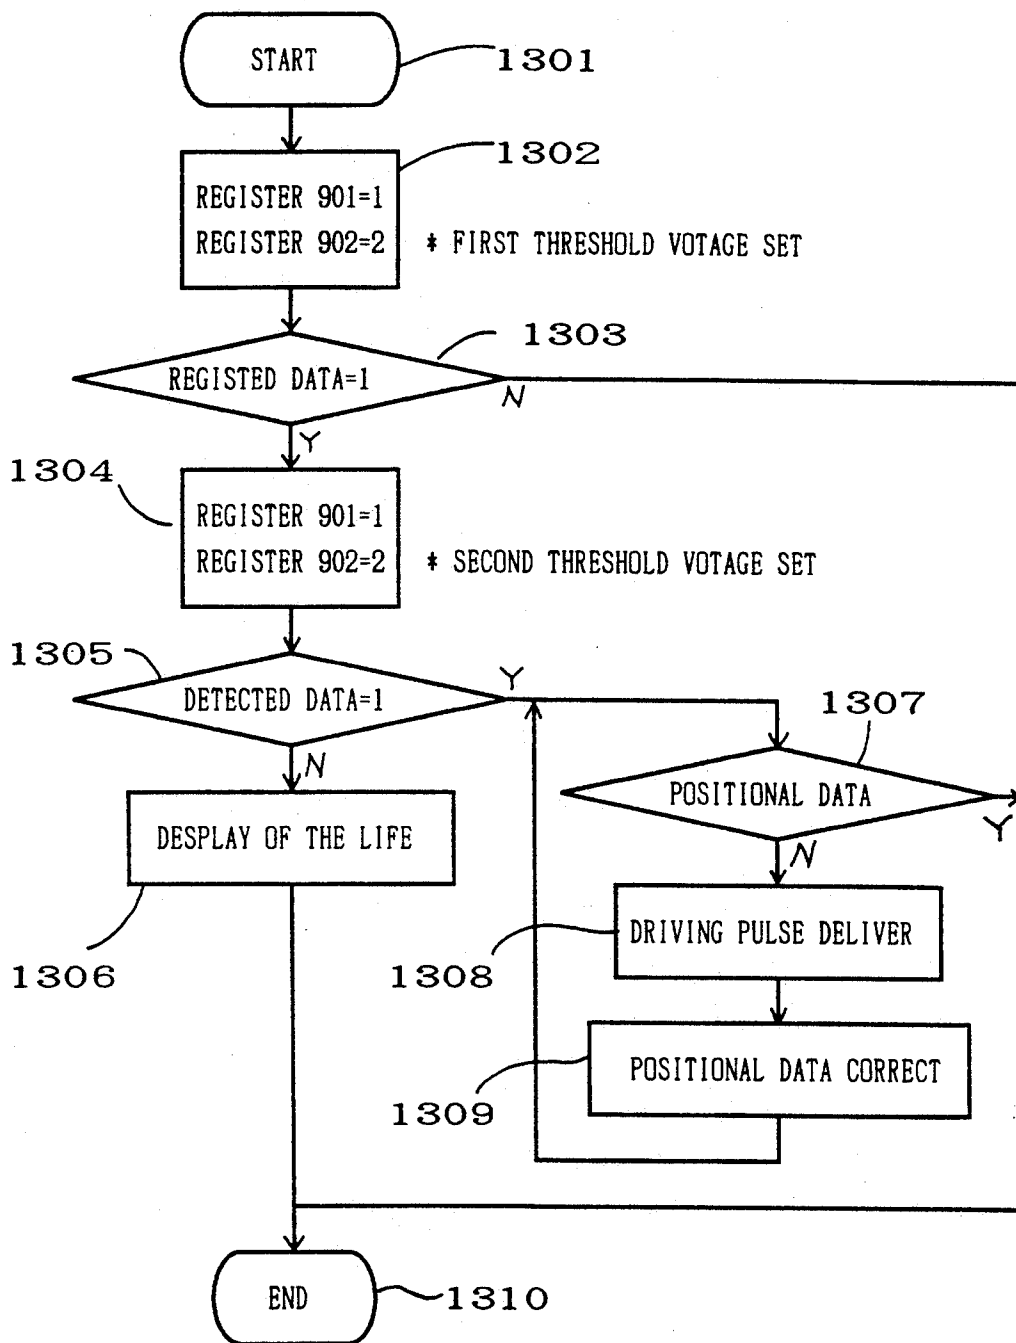 START
1301
1302
REGISTER 901=1
REGISTER 902=2
* FIRST THRESHOLD VOTAGE SET
1303
REGISTED DATA=1
N
Y
1304
REGISTER 901=1
REGISTER 902=2
* SECOND THRESHOLD VOTAGE SET
1305
DETECTED DATA=1
Y
N
1307
POSITIONAL DATA
Y
N
DESPLAY OF THE LIFE
1306
1308
DRIVING PULSE DELIVER
1309
POSITIONAL DATA CORRECT
END
1310